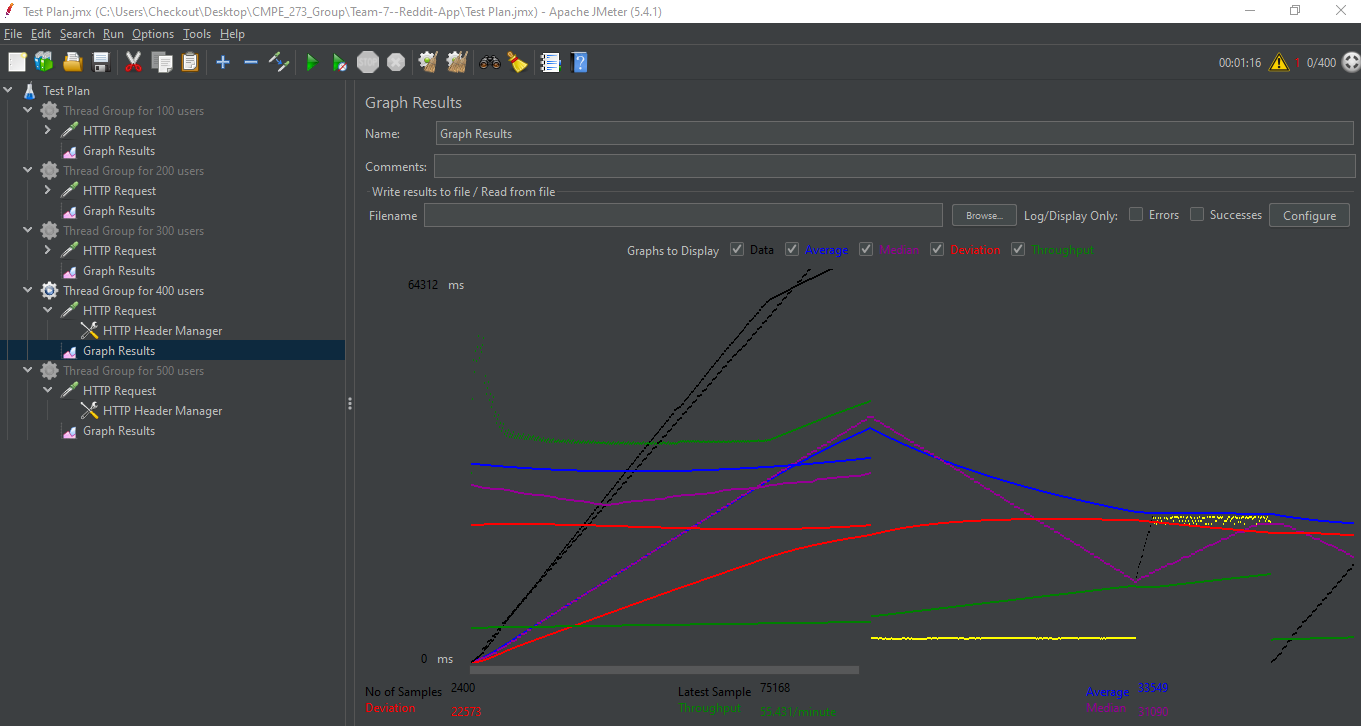 Test Plan.jmx (C:\Users\Checkout\Desktop\CMPE_273_Group\Team-7--Reddit-App\Test Plan.jmx) - Apache JMeter (5.4.1)
File Edit Search Run Options Tools Help
STOP 00:01:16 1 0/400
Test Plan
Thread Group for 100 users
HTTP Request
Graph Results
Thread Group for 200 users
HTTP Request
Graph Results
Thread Group for 300 users
HTTP Request
Graph Results
Thread Group for 400 users
HTTP Request
HTTP Header Manager
Graph Results
Thread Group for 500 users
HTTP Request
HTTP Header Manager
Graph Results
Graph Results
Name: Graph Results
Comments:
Write results to file / Read from file
Filename Browse... Log/Display Only: Errors Successes Configure
Graphs to Display Data Average Median Deviation Throughput
64312 ms
0 ms
No of Samples 2400 Latest Sample 75168 Average 33549
Deviation 22573 Throughput 55.431/minute Median